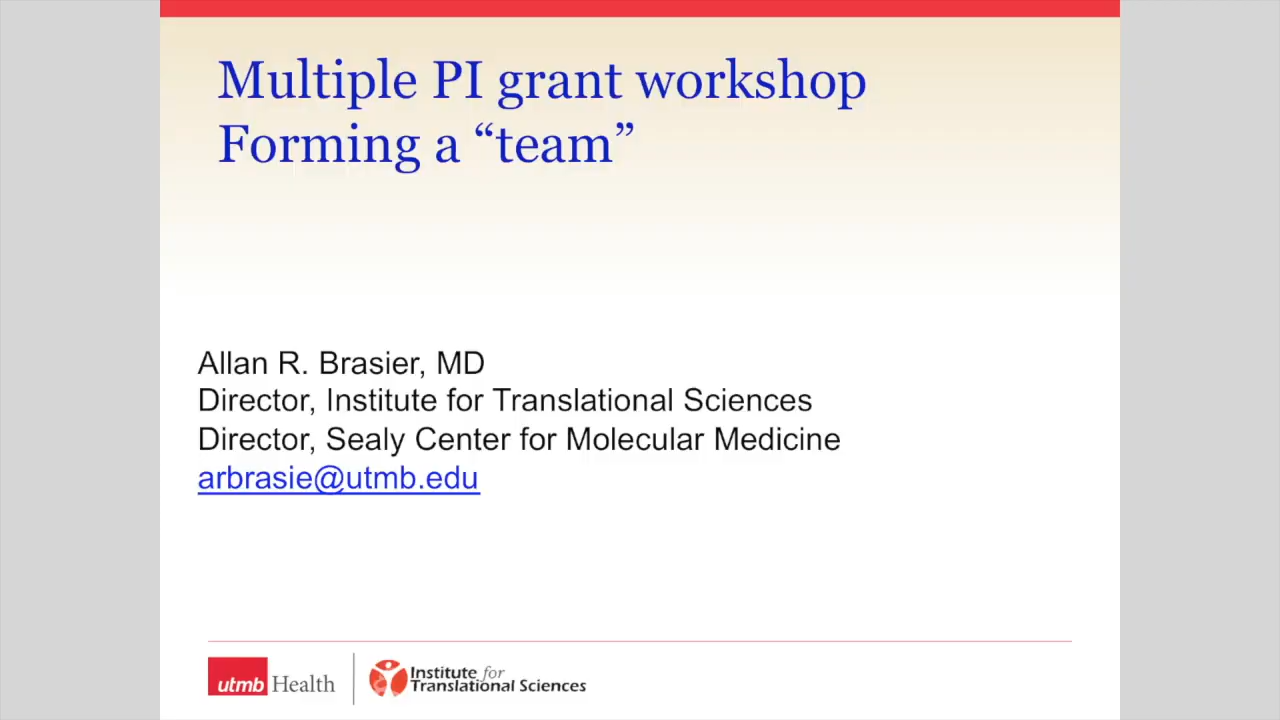 Multiple PI grant workshop
Forming a “team”
Allan R. Brasier, MD
Director, Institute for Translational Sciences
Director, Sealy Center for Molecular Medicine
arbrasie@utmb.edu
utmb Health
Institute for
Translational Sciences